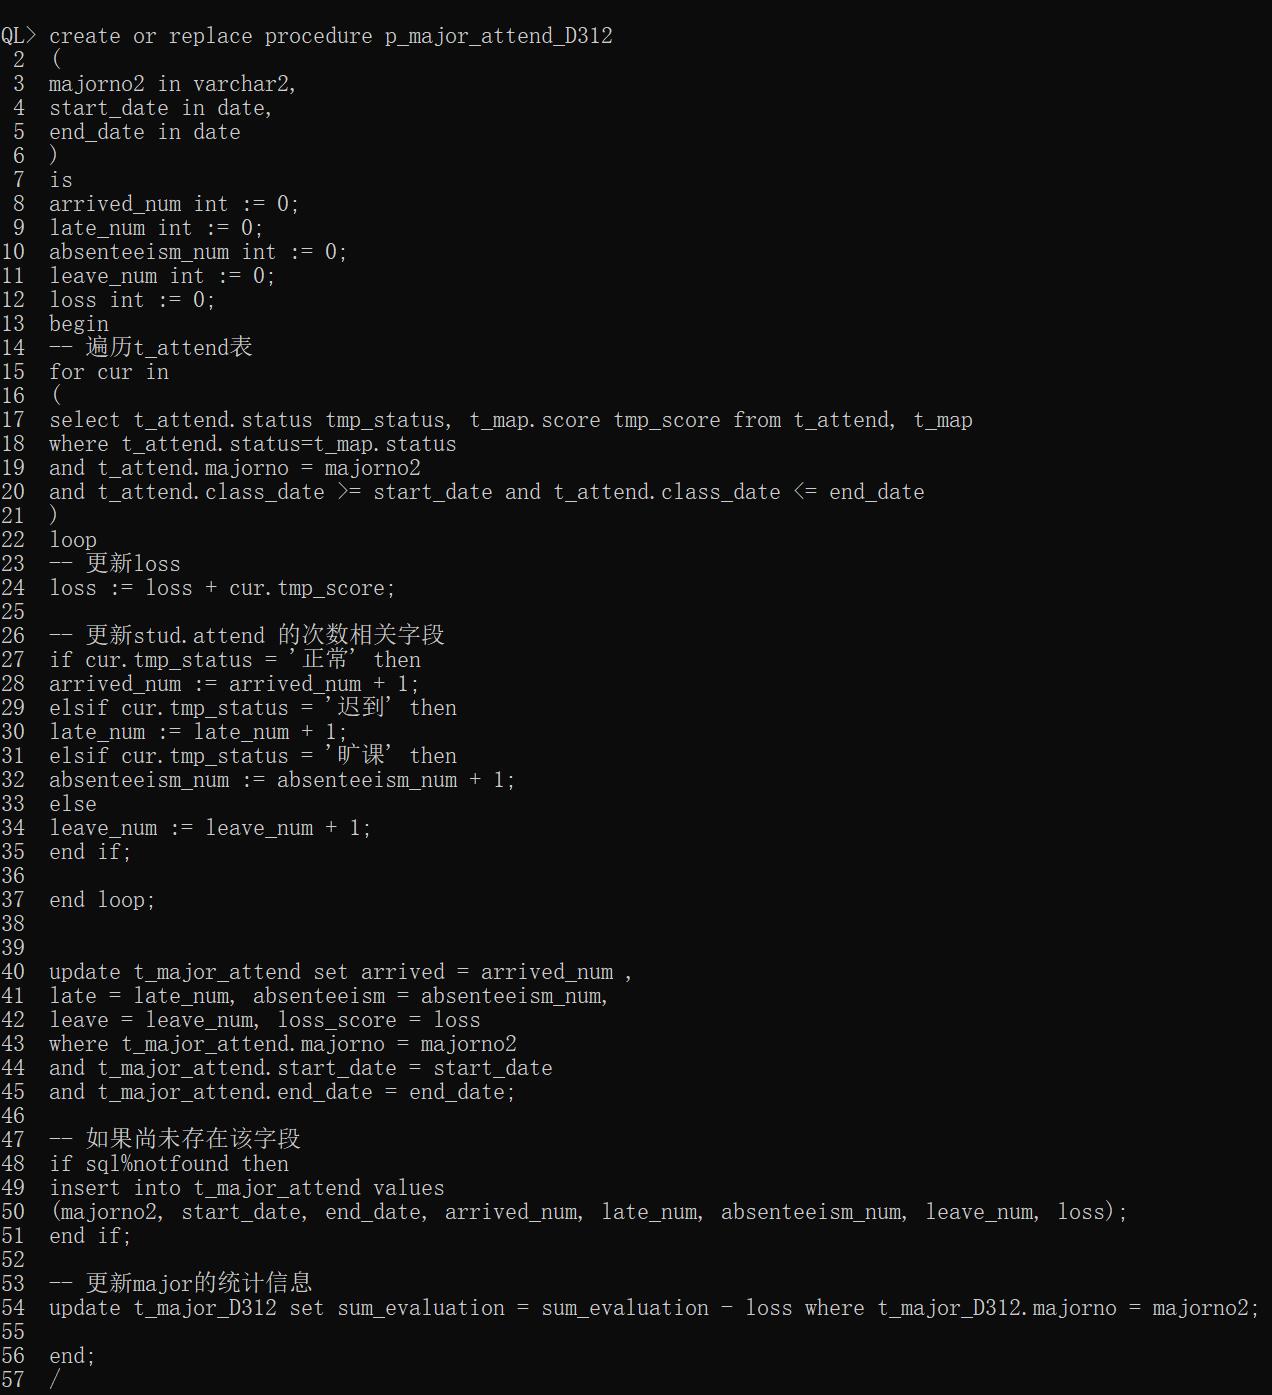 QL> create or replace procedure p_major_attend_D312
2 (
3 majorno2 in varchar2,
4 start_date in date,
5 end_date in date
6 )
7 is
8 arrived_num int := 0;
9 late_num int := 0;
10 absenteeism_num int := 0;
11 leave_num int := 0;
12 loss int := 0;
13 begin
14 -- 遍历t_attend表
15 for cur in
16 (
17 select t_attend.status tmp_status, t_map.score tmp_score from t_attend, t_map
18 where t_attend.status=t_map.status
19 and t_attend.majorno = majorno2
20 and t_attend.class_date >= start_date and t_attend.class_date <= end_date
21 )
22 loop
23 -- 更新loss
24 loss := loss + cur.tmp_score;
25
26 -- 更新stud.attend 的次数相关字段
27 if cur.tmp_status = '正常' then
28 arrived_num := arrived_num + 1;
29 elsif cur.tmp_status = '迟到' then
30 late_num := late_num + 1;
31 elsif cur.tmp_status = '旷课' then
32 absenteeism_num := absenteeism_num + 1;
33 else
34 leave_num := leave_num + 1;
35 end if;
36
37 end loop;
38
39
40 update t_major_attend set arrived = arrived_num ,
41 late = late_num, absenteeism = absenteeism_num,
42 leave = leave_num, loss_score = loss
43 where t_major_attend.majorno = majorno2
44 and t_major_attend.start_date = start_date
45 and t_major_attend.end_date = end_date;
46
47 -- 如果尚未存在该字段
48 if sql%notfound then
49 insert into t_major_attend values
50 (majorno2, start_date, end_date, arrived_num, late_num, absenteeism_num, leave_num, loss);
51 end if;
52
53 -- 更新major的统计信息
54 update t_major_D312 set sum_evaluation = sum_evaluation - loss where t_major_D312.majorno = majorno2;
55
56 end;
57 /